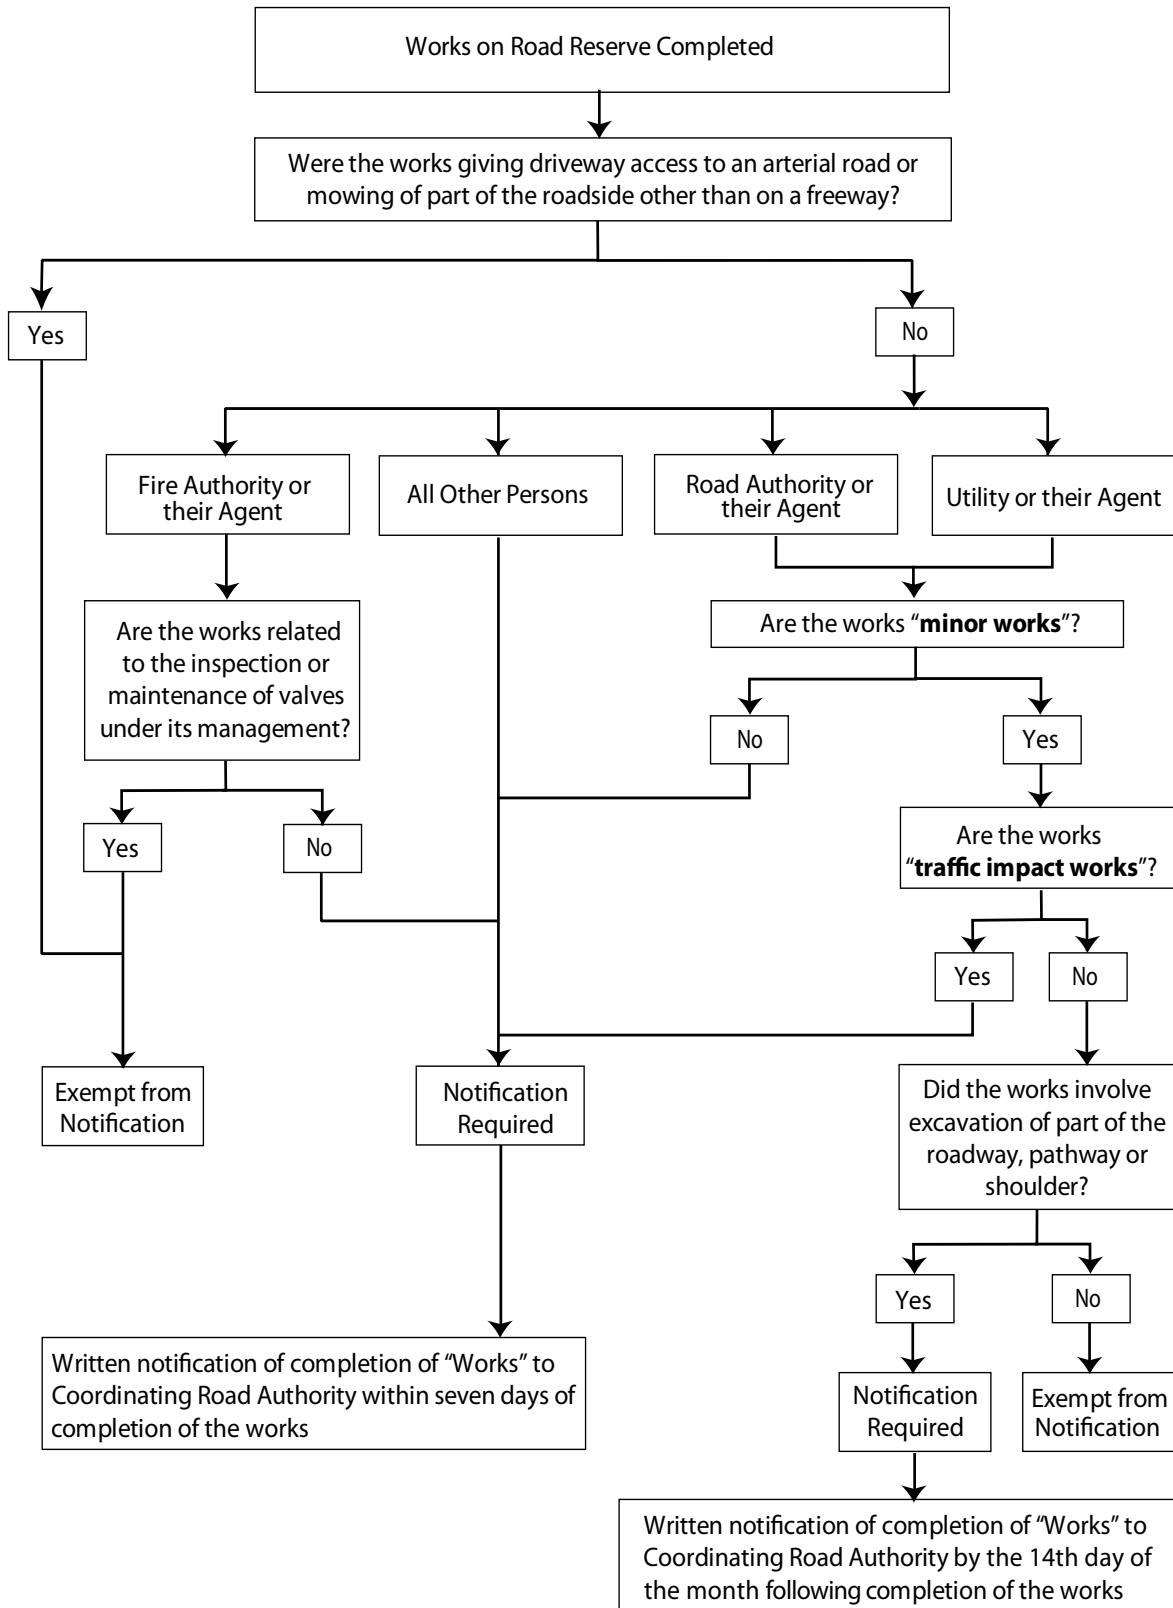 Works on Road Reserve Completed
Were the works giving driveway access to an arterial road or
mowing of part of the roadside other than on a freeway?
Yes
No
Fire Authority or
their Agent
All Other Persons
Road Authority or
their Agent
Utility or their Agent
Are the works related
to the inspection or
maintenance of valves
under its management?
Are the works “minor works”?
No
Yes
Yes
No
Are the works
“traffic impact works”?
Yes
No
Exempt from
Notification
Notification
Required
Did the works involve
excavation of part of the
roadway, pathway or
shoulder?
Yes
No
Written notification of completion of “Works” to
Coordinating Road Authority within seven days of
completion of the works
Notification
Required
Exempt from
Notification
Written notification of completion of “Works” to
Coordinating Road Authority by the 14th day of
the month following completion of the works